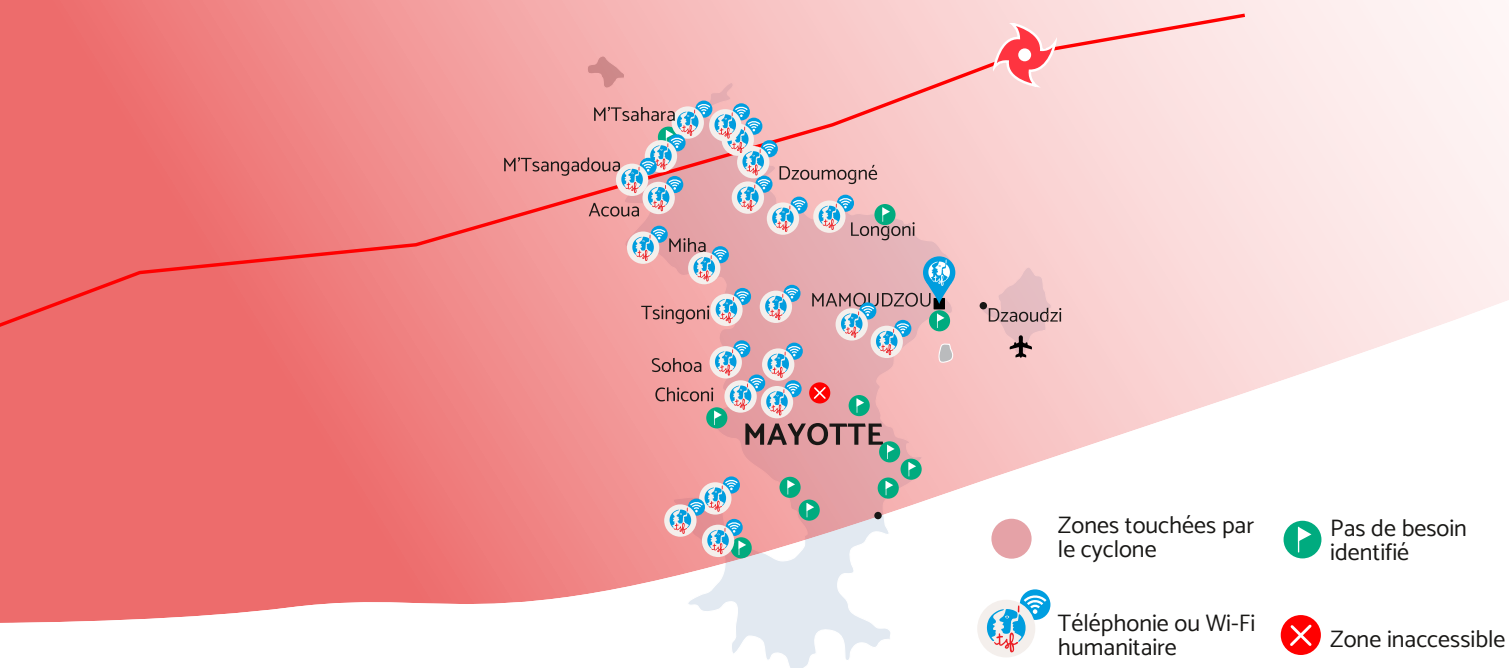 M'Tsahara
M'Tsangadoua
Dzoumogné
Acoua
Longoni
Miha
MAMOUDZOU
Tsingoni
Dzaoudzi
Sohoa
Chiconi
MAYOTTE
Zones touchées par
le cyclone
Pas de besoin
identifié
tsf
Téléphonie ou Wi-Fi
humanitaire
Zone inaccessible